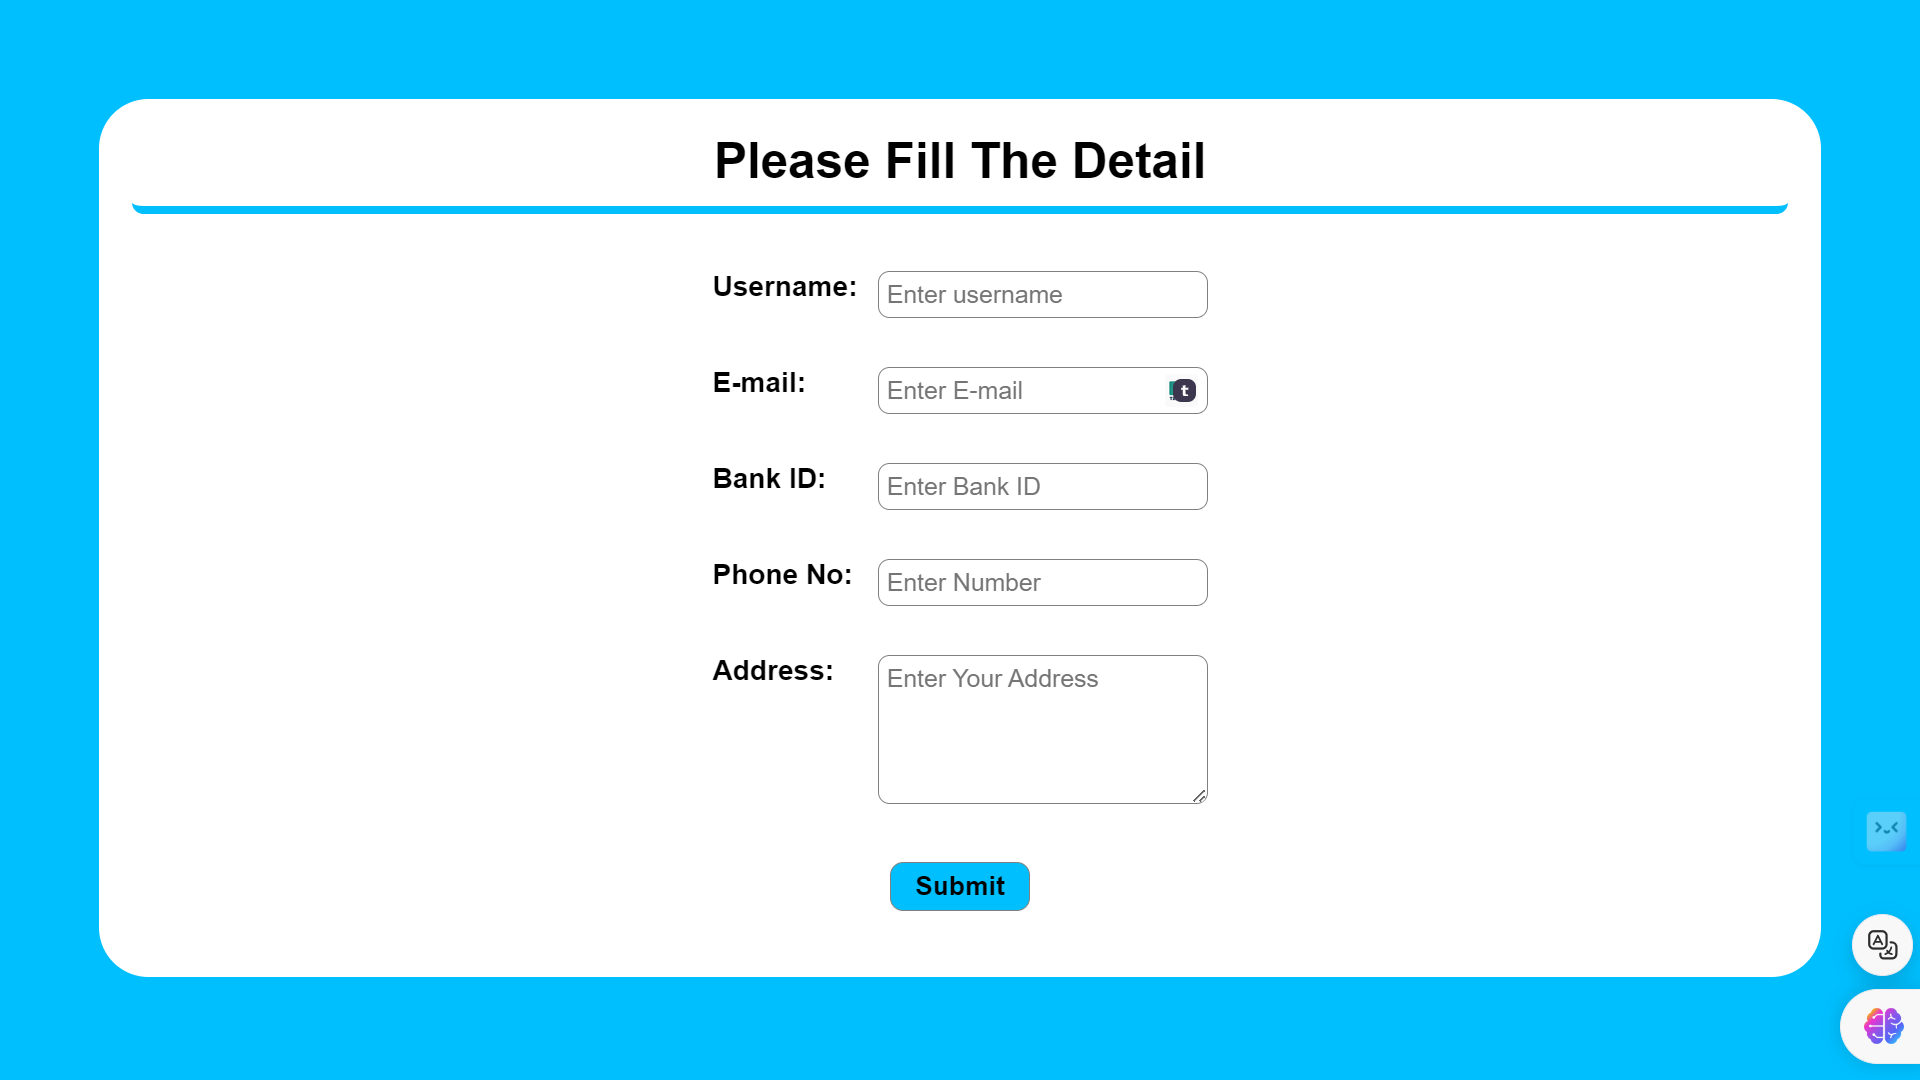 Please Fill The Detail
Username: Enter username
E-mail: Enter E-mail
Bank ID: Enter Bank ID
Phone No: Enter Number
Address: Enter Your Address
Submit